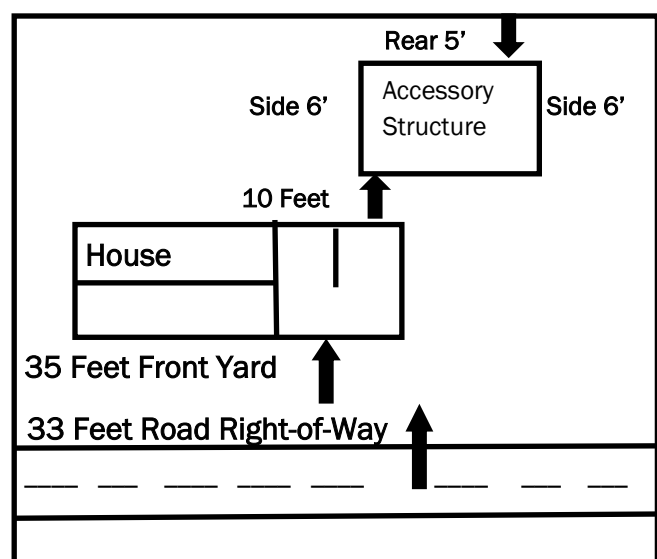 Rear 5’
Accessory
Structure
Side 6’
Side 6’
10 Feet
House
35 Feet Front Yard
33 Feet Road Right-of-Way